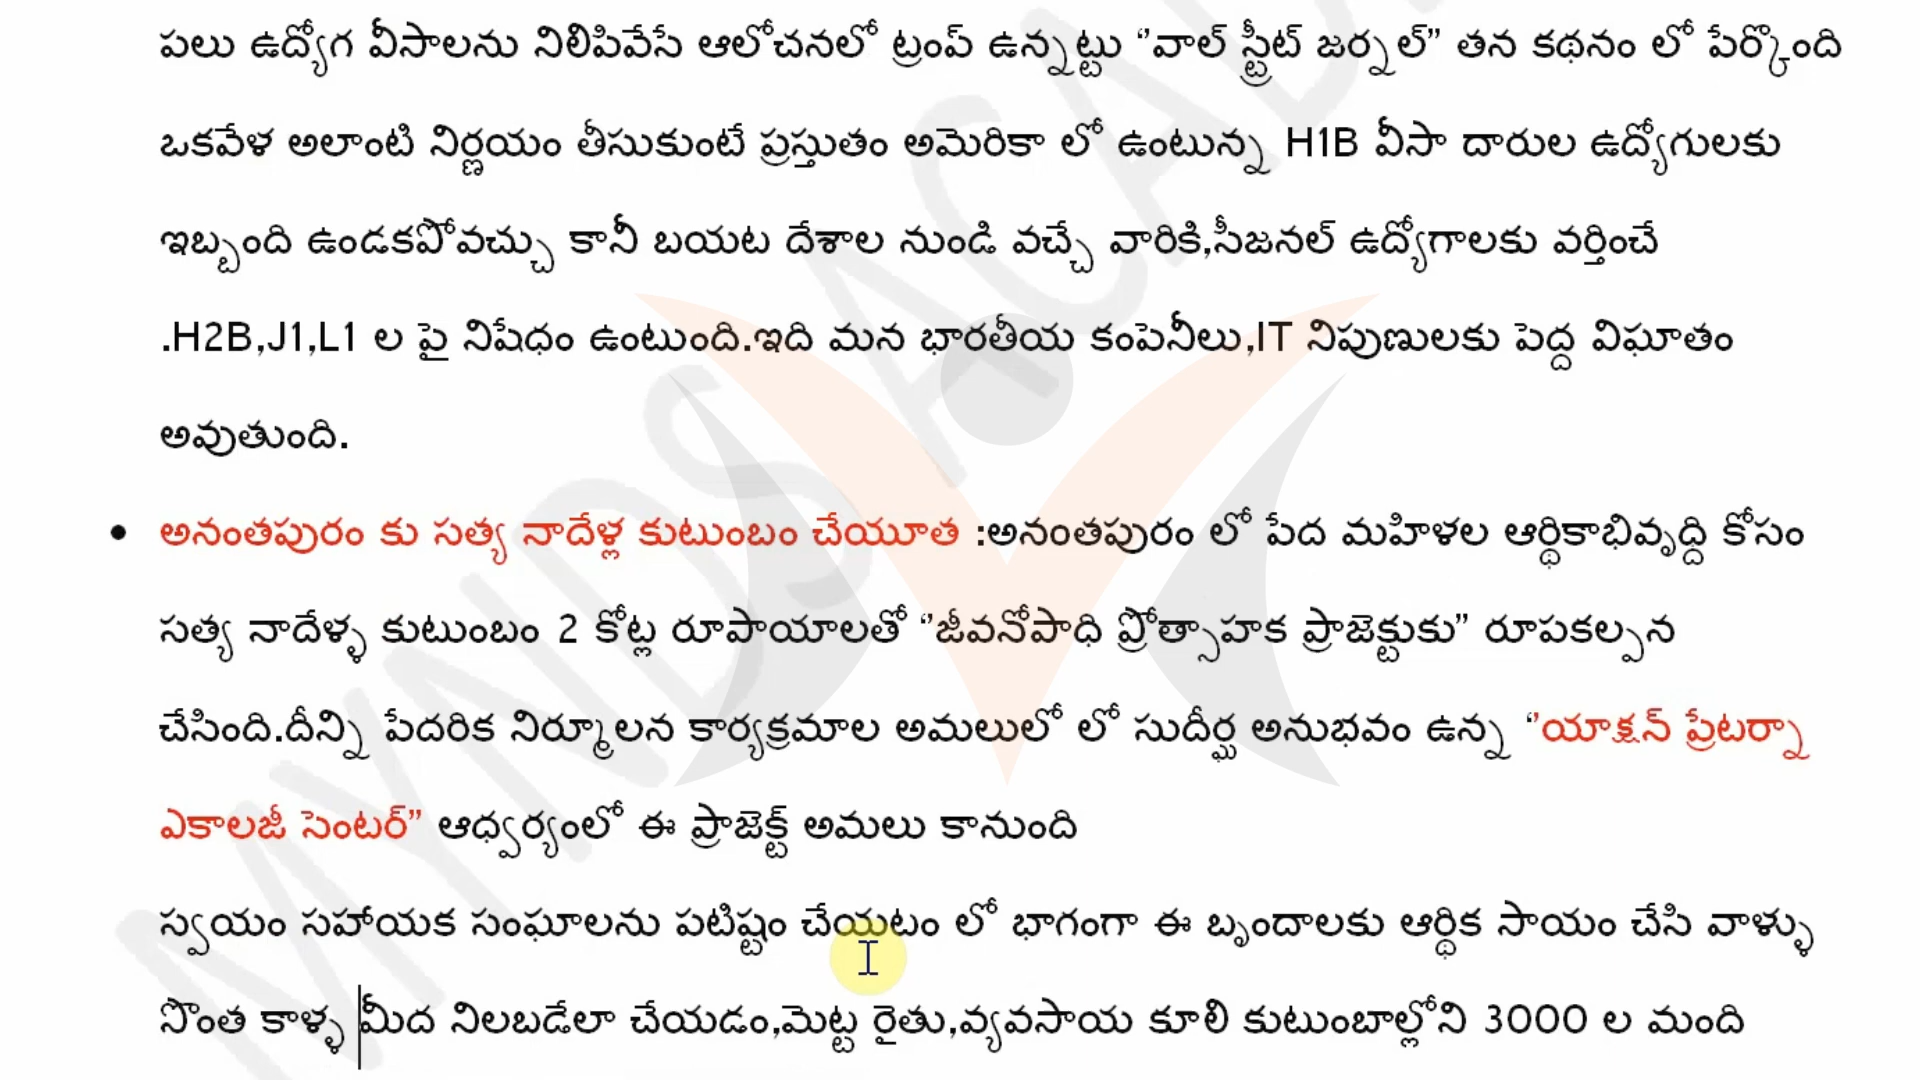 పలు ఉద్యోగ వీసాలను నిలిపివేసే ఆలోచనలో ట్రంప్ ఉన్నట్టు “వాల్ స్ట్రీట్ జర్నల్” తన కథనం లో పేర్కొంది
ఒకవేళ అలాంటి నిర్ణయం తీసుకుంటే ప్రస్తుతం అమెరికా లో ఉంటున్న H1B వీసా దారుల ఉద్యోగులకు
ఇబ్బంది ఉండకపోవచ్చు కానీ బయట దేశాల నుండి వచ్చే వారికి,సీజనల్ ఉద్యోగాలకు వర్తించే
.H2B,J1,L1 ల పై నిషేధం ఉంటుంది.ఇది మన భారతీయ కంపెనీలు,IT నిపుణులకు పెద్ద విఘాతం
అవుతుంది.
• అనంతపురం కు సత్య నాదేళ్ల కుటుంబం చేయూత :అనంతపురం లో పేద మహిళల ఆర్థికాభివృద్ది కోసం
సత్య నాదేళ్ళ కుటుంబం 2 కోట్ల రూపాయాలతో “జీవనోపాధి ప్రోత్సాహక ప్రాజెక్టుకు” రూపకల్పన
చేసింది.దీన్ని పేదరిక నిర్మూలన కార్యక్రమాల అమలులో లో సుదీర్ఘ అనుభవం ఉన్న “యాక్షన్ ప్రేటర్నా
ఎకాలజీ సెంటర్” ఆధ్వర్యంలో ఈ ప్రాజెక్ట్ అమలు కానుంది
స్వయం సహాయక సంఘాలను పటిష్టం చేయటం లో భాగంగా ఈ బృందాలకు ఆర్థిక సాయం చేసి వాళ్ళు
సొంత కాళ్ళ మీద నిలబడేలా చేయడం,మెట్ట రైతు,వ్యవసాయ కూలీ కుటుంబాల్లోని 3000 ల మంది
MYNDS ACAD